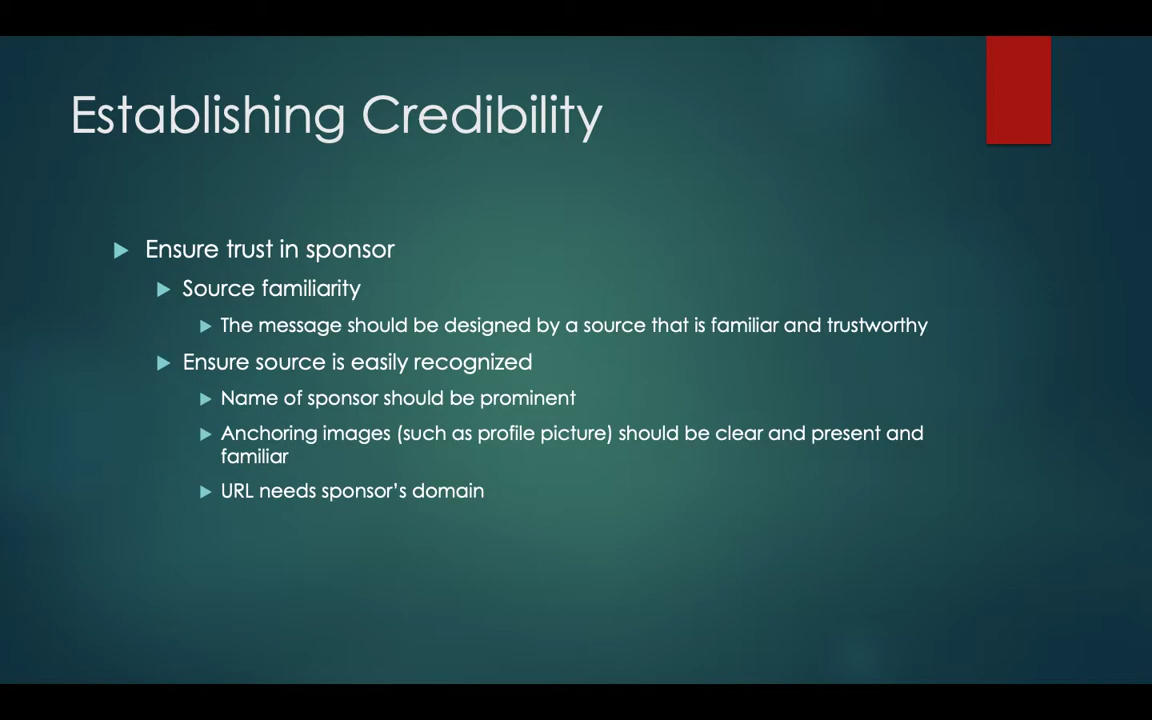 Establishing Credibility
Ensure trust in sponsor
Source familiarity
The message should be designed by a source that is familiar and trustworthy
Ensure source is easily recognized
Name of sponsor should be prominent
Anchoring images (such as profile picture) should be clear and present and
familiar
URL needs sponsor’s domain